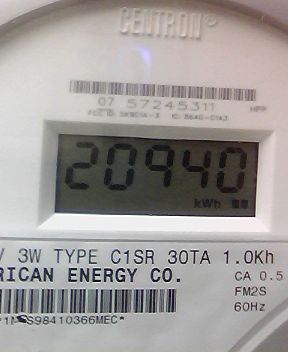 CENTRON®
07 57245311
HPP
20940
kWh
V 3W TYPE C1SR 30TA 1.0Kh
RICAN ENERGY CO.
CA 0.5
FM2S
60Hz
S98410366MEC*